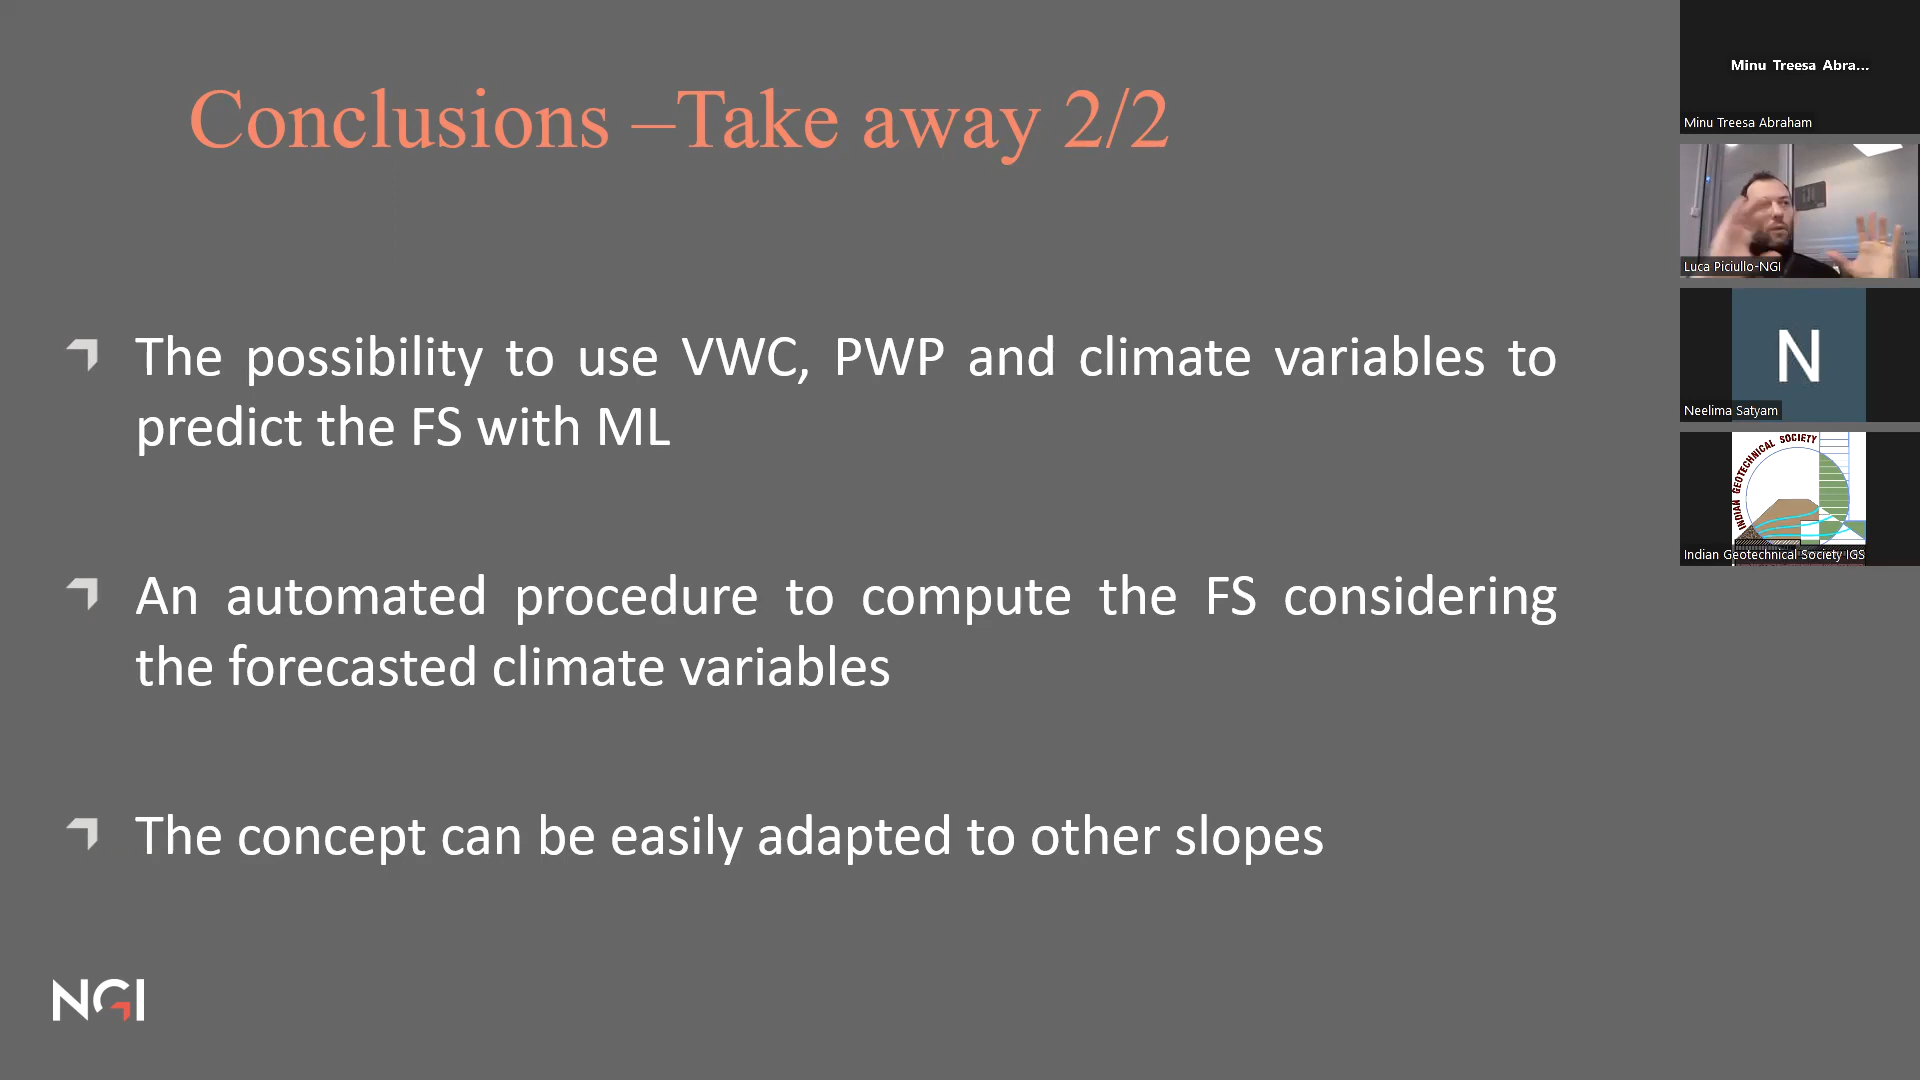 Conclusions –Take away 2/2
The possibility to use VWC, PWP and climate variables to
predict the FS with ML
An automated procedure to compute the FS considering
the forecasted climate variables
The concept can be easily adapted to other slopes
NGI
Minu Treesa Abra...
Minu Treesa Abraham
Luca Piciullo-NGI
N
Neelima Satyam
INDIAN GEOTECHNICAL SOCIETY
Indian Geotechnical Society IGS